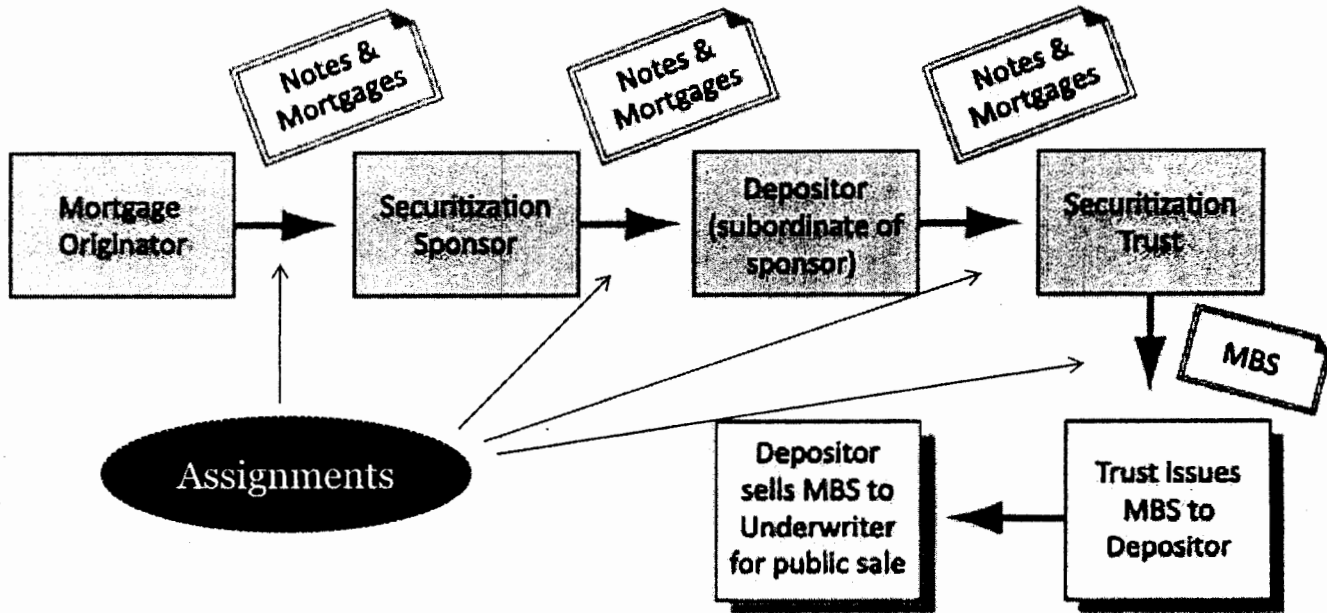 Notes &
Mortgages
Notes &
Mortgages
Notes &
Mortgages
Mortgage
Originator
Securitization
Sponsor
Depositor
(subordinate of
sponsor)
Securitization
Trust
MBS
Assignments
Depositor
sells MBS to
Underwriter
for public sale
Trust issues
MBS to
Depositor